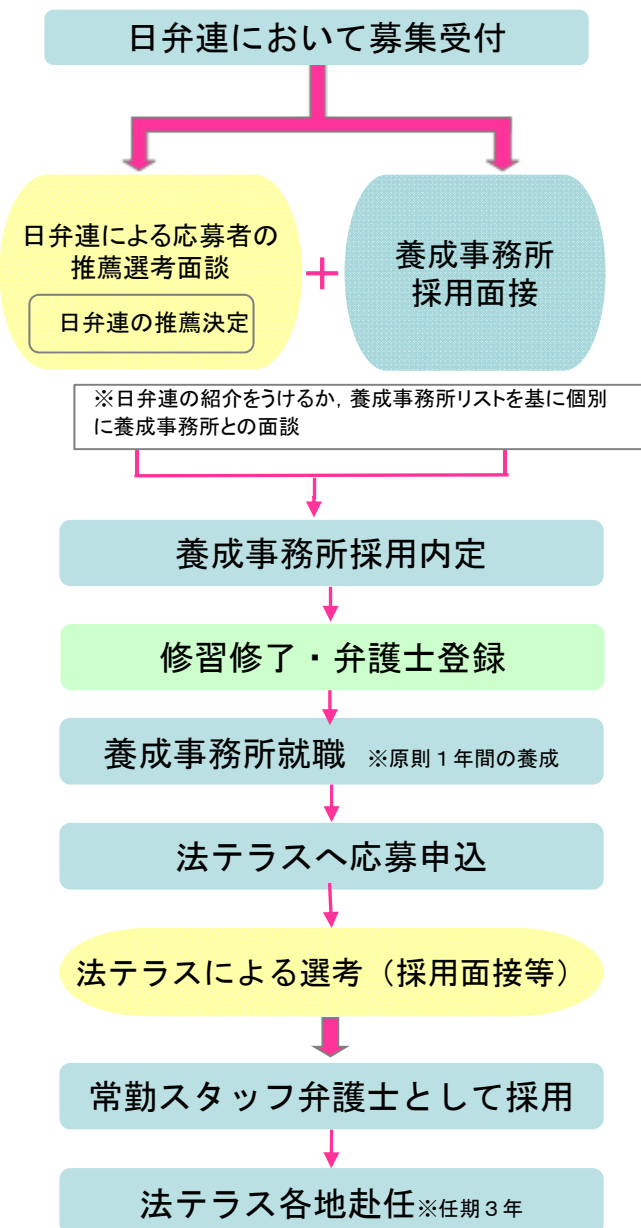 日弁連において募集受付
日弁連による応募者の
推薦選考面談
日弁連の推薦決定
+
養成事務所
採用面接
※日弁連の紹介をうけるか，養成事務所リストを基に個別
に養成事務所との面談
養成事務所採用内定
修習修了・弁護士登録
養成事務所就職 ※原則１年間の養成
法テラスへ応募申込
法テラスによる選考（採用面接等）
常勤スタッフ弁護士として採用
法テラス各地赴任※任期３年